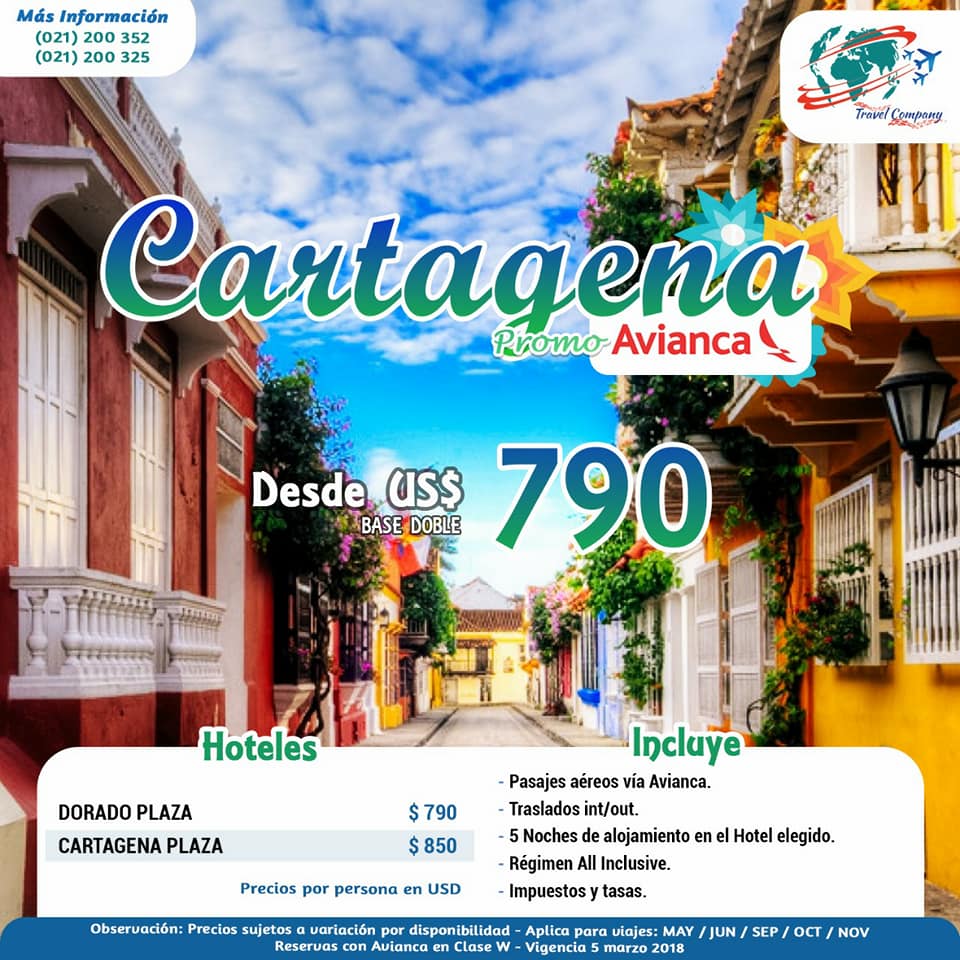 Más Información
(021) 200 352
(021) 200 325
Travel Company
Cartagena
Promo Avianca
Desde US$ 790
BASE DOBLE
Hoteles
DORADO PLAZA $ 790
CARTAGENA PLAZA $ 850
Precios por persona en USD
Incluye
- Pasajes aéreos vía Avianca.
- Traslados int/out.
- 5 Noches de alojamiento en el Hotel elegido.
- Régimen All Inclusive.
- Impuestos y tasas.
Observación: Precios sujetos a variación por disponibilidad - Aplica para viajes: MAY / JUN / SEP / OCT / NOV
Reservas con Avianca en Clase W - Vigencia 5 marzo 2018